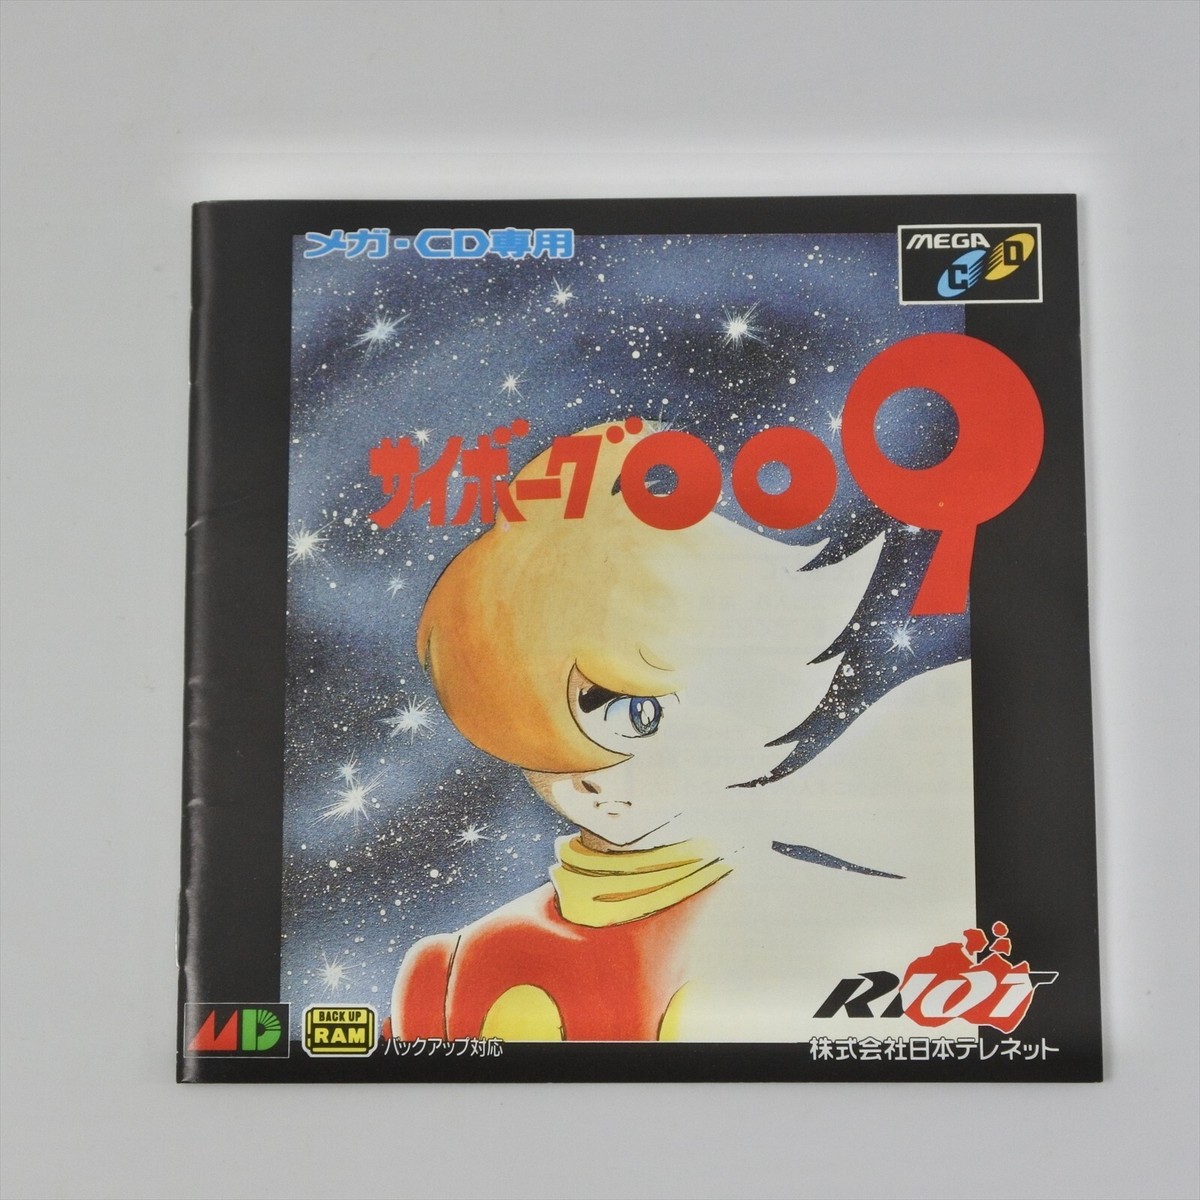 メガ-CD専用
MEGA CD
サイボーグ009
RIOT
MD
BACK UP
RAM
バックアップ対応
株式会社日本テレネット